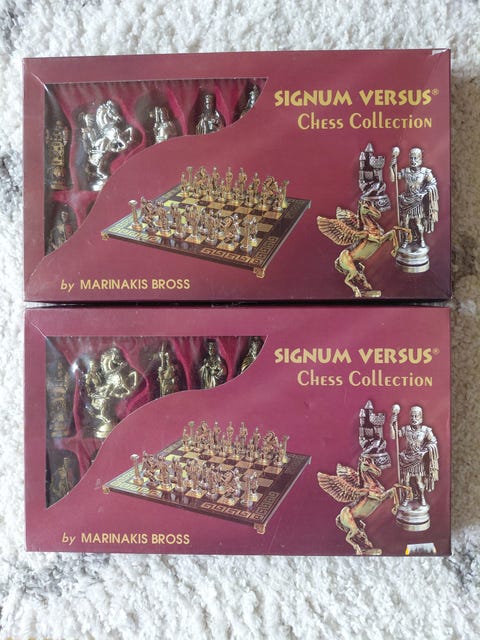 SIGNUM VERSUS®
Chess Collection
by MARINAKIS BROSS
SIGNUM VERSUS®
Chess Collection
by MARINAKIS BROSS